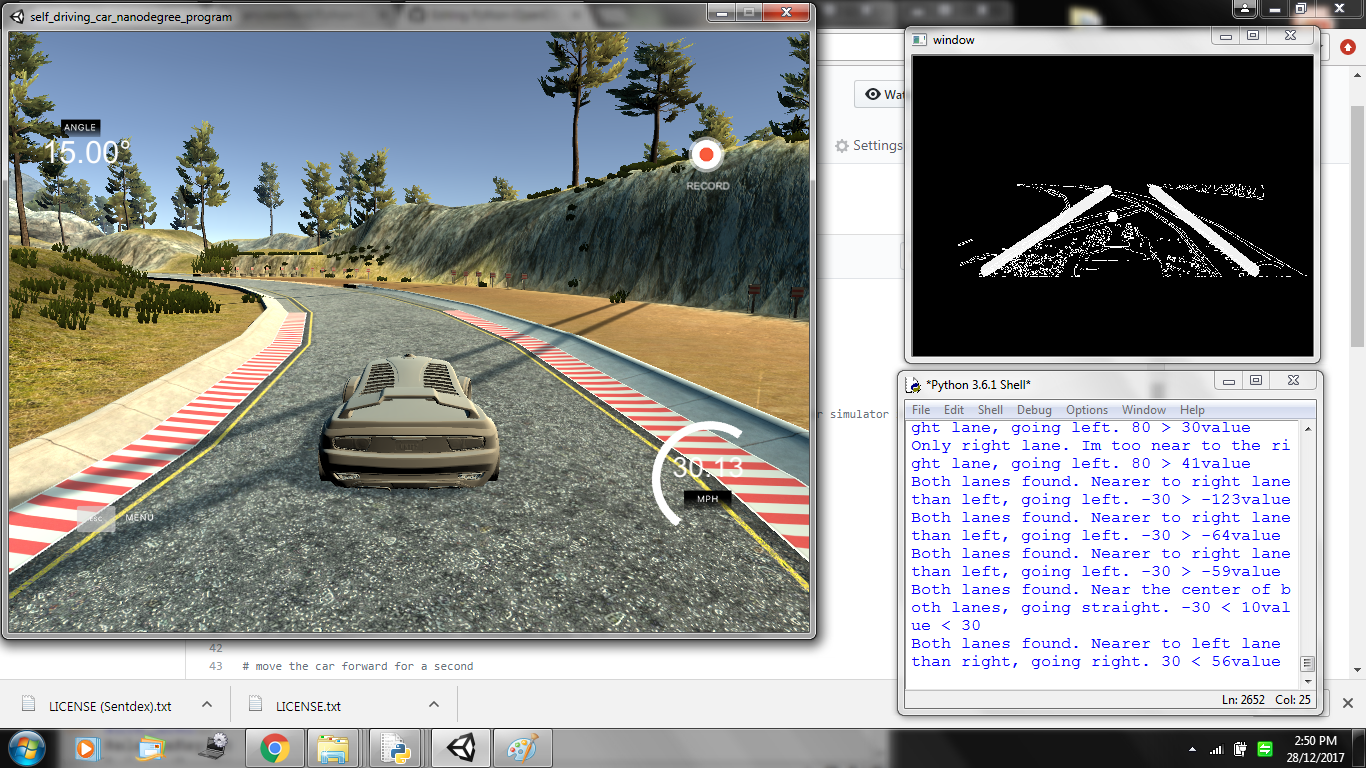 self_driving_car_nanodegree_program
ANGLE
15.00°
RECORD
30.13
MPH
ESC
MENU
Wat
Settings
r simulator
42
43 # move the car forward for a second
window
*Python 3.6.1 Shell*
File Edit Shell Debug Options Window Help
ght lane, going left. 80 > 30value
Only right lane. Im too near to the ri
ght lane, going left. 80 > 41value
Both lanes found. Nearer to right lane
than left, going left. -30 > -123value
Both lanes found. Nearer to right lane
than left, going left. -30 > -64value
Both lanes found. Nearer to right lane
than left, going left. -30 > -59value
Both lanes found. Near the center of b
oth lanes, going straight. -30 < 10val
ue < 30
Both lanes found. Nearer to left lane
than right, going right. 30 < 56value
Ln: 2652 Col: 25
LICENSE (Sentdex).txt
LICENSE.txt
2:50 PM
28/12/2017